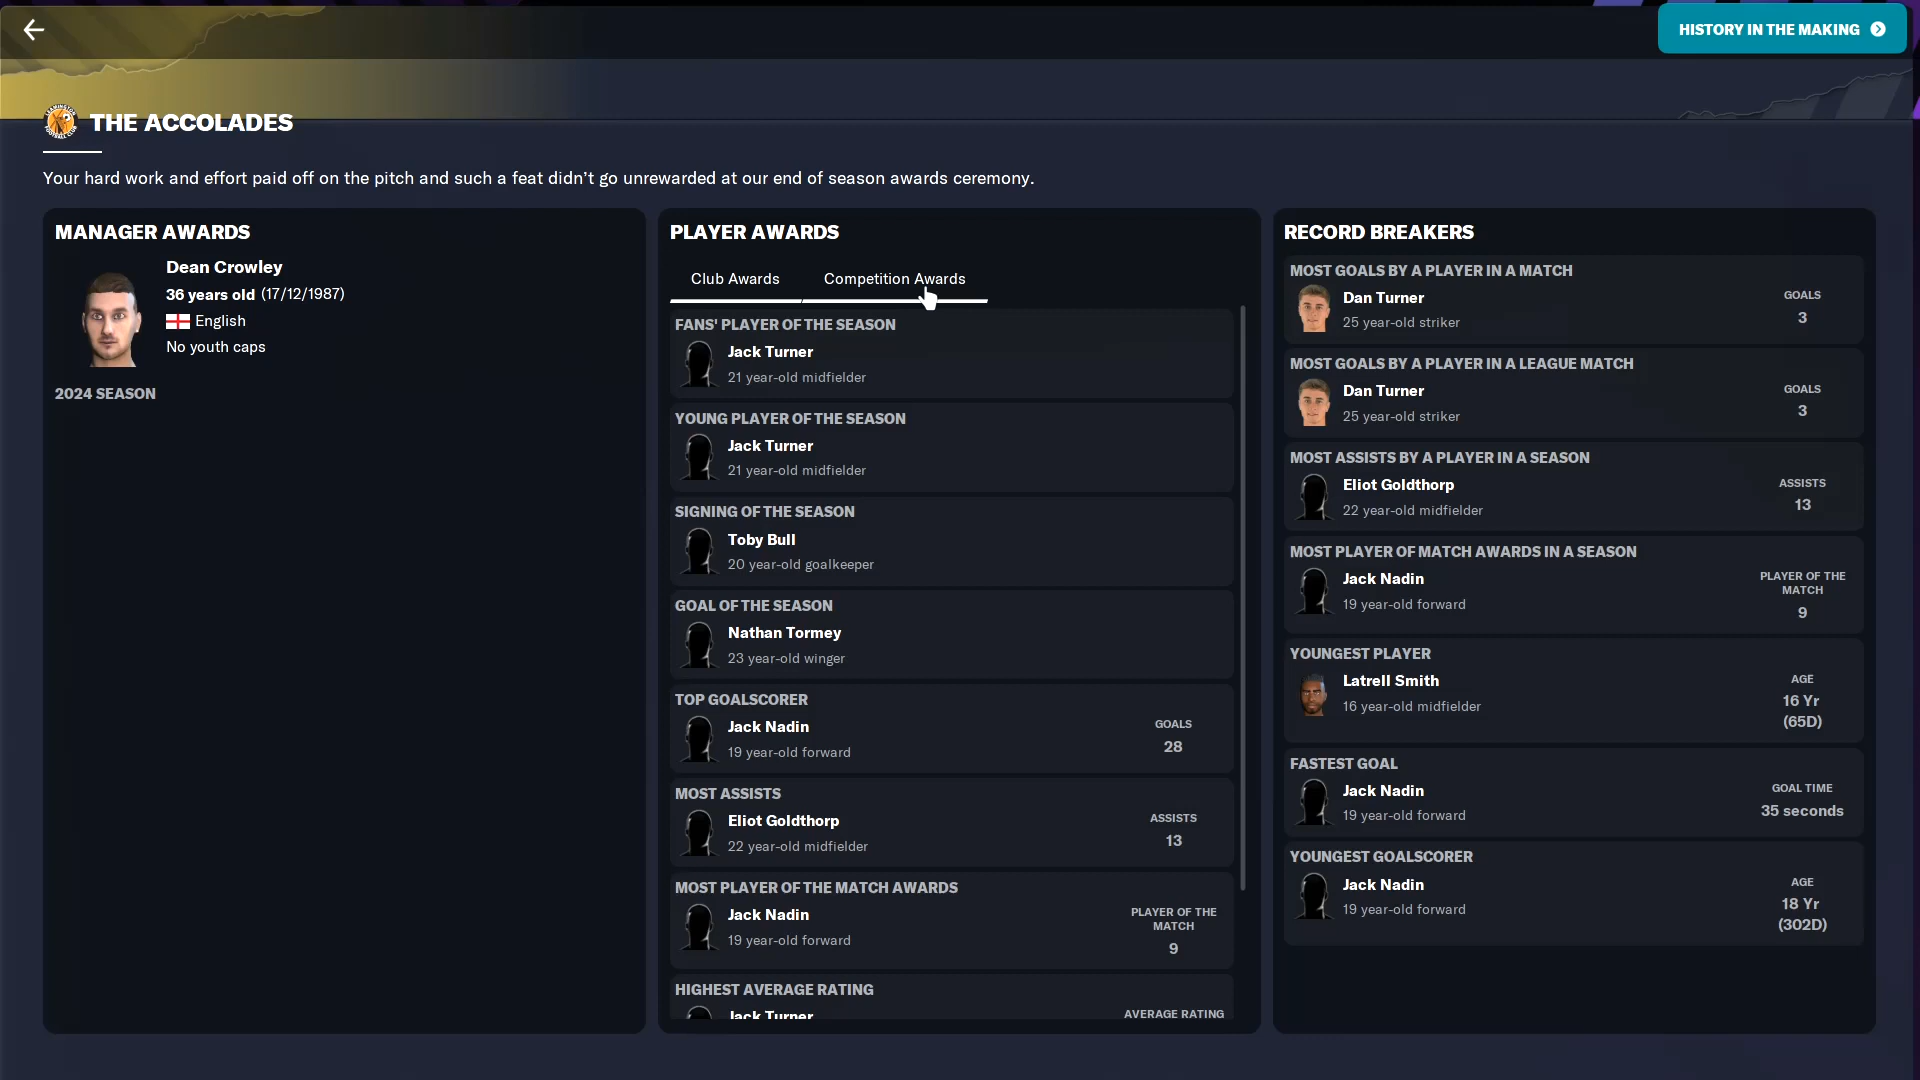 HISTORY IN THE MAKING
THE ACCOLADES
Your hard work and effort paid off on the pitch and such a feat didn’t go unrewarded at our end of season awards ceremony.
MANAGER AWARDS
Dean Crowley
36 years old (17/12/1987)
English
No youth caps
2024 SEASON
PLAYER AWARDS
Club Awards
Competition Awards
FANS' PLAYER OF THE SEASON
Jack Turner
21 year-old midfielder
YOUNG PLAYER OF THE SEASON
Jack Turner
21 year-old midfielder
SIGNING OF THE SEASON
Toby Bull
20 year-old goalkeeper
GOAL OF THE SEASON
Nathan Tormey
23 year-old winger
TOP GOALSCORER
Jack Nadin
19 year-old forward
GOALS
28
MOST ASSISTS
Eliot Goldthorp
22 year-old midfielder
ASSISTS
13
MOST PLAYER OF THE MATCH AWARDS
Jack Nadin
19 year-old forward
PLAYER OF THE
MATCH
9
HIGHEST AVERAGE RATING
Jack Turner
AVERAGE RATING
RECORD BREAKERS
MOST GOALS BY A PLAYER IN A MATCH
Dan Turner
25 year-old striker
GOALS
3
MOST GOALS BY A PLAYER IN A LEAGUE MATCH
Dan Turner
25 year-old striker
GOALS
3
MOST ASSISTS BY A PLAYER IN A SEASON
Eliot Goldthorp
22 year-old midfielder
ASSISTS
13
MOST PLAYER OF MATCH AWARDS IN A SEASON
Jack Nadin
19 year-old forward
PLAYER OF THE
MATCH
9
YOUNGEST PLAYER
Latrell Smith
16 year-old midfielder
AGE
16 Yr
(65D)
FASTEST GOAL
Jack Nadin
19 year-old forward
GOAL TIME
35 seconds
YOUNGEST GOALSCORER
Jack Nadin
19 year-old forward
AGE
18 Yr
(302D)